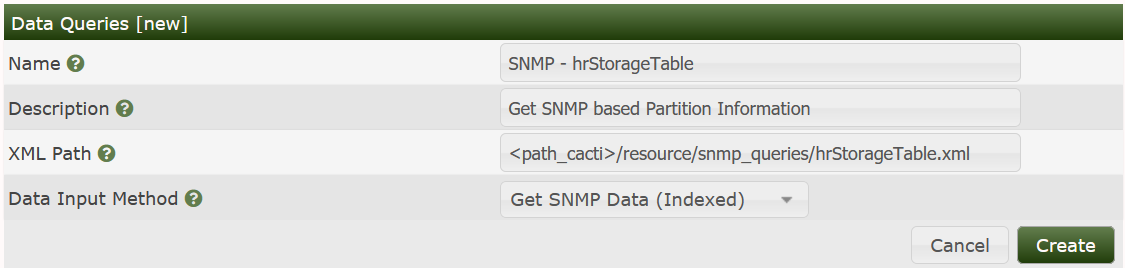 Data Queries [new]
Name ?
SNMP - hrStorageTable
Description ?
Get SNMP based Partition Information
XML Path ?
<path_cacti>/resource/snmp_queries/hrStorageTable.xml
Data Input Method ?
Get SNMP Data (Indexed)
Cancel
Create